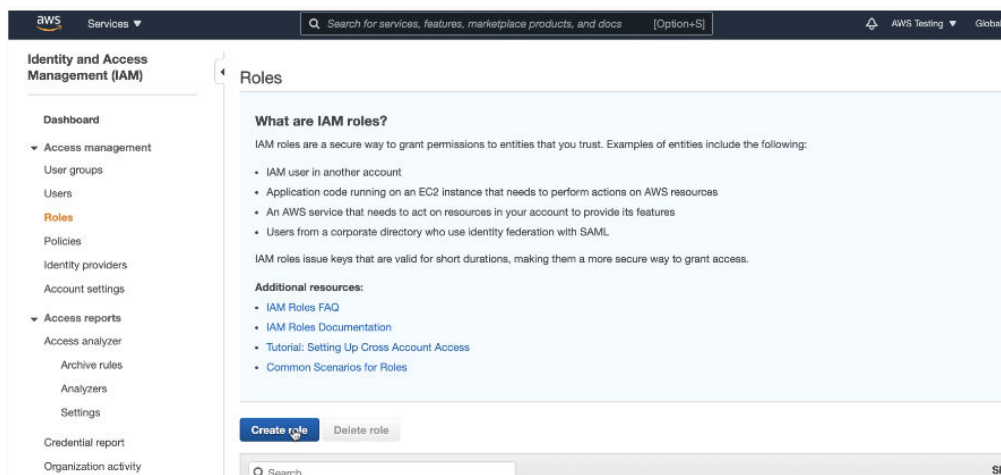 aws Services ▼ Search for services, features, marketplace products, and docs [Option+S] AWS Testing ▼ Global
Identity and Access
Management (IAM)
Dashboard
Access management
User groups
Users
Roles
Policies
Identity providers
Account settings
Access reports
Access analyzer
Archive rules
Analyzers
Settings
Credential report
Organization activity
Roles
What are IAM roles?
IAM roles are a secure way to grant permissions to entities that you trust. Examples of entities include the following:
• IAM user in another account
• Application code running on an EC2 instance that needs to perform actions on AWS resources
• An AWS service that needs to act on resources in your account to provide its features
• Users from a corporate directory who use identity federation with SAML
IAM roles issue keys that are valid for short durations, making them a more secure way to grant access.
Additional resources:
• IAM Roles FAQ
• IAM Roles Documentation
• Tutorial: Setting Up Cross Account Access
• Common Scenarios for Roles
Create role Delete role
Search